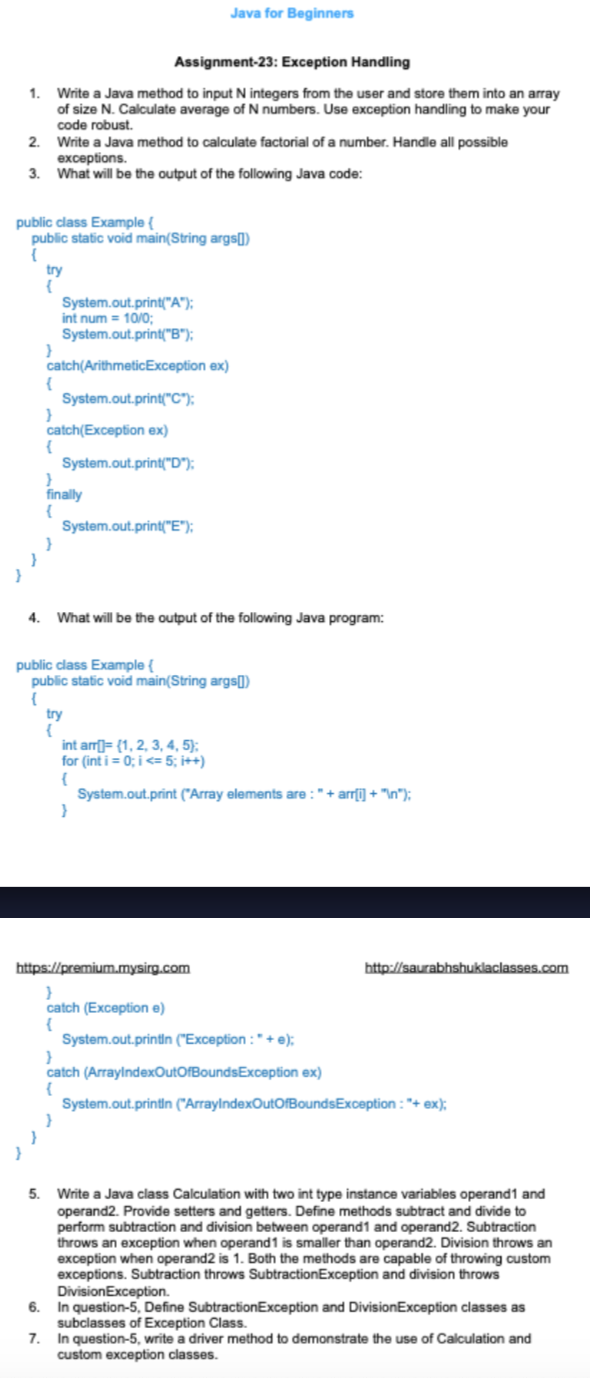 Java for Beginners
Assignment-23: Exception Handling
1. Write a Java method to input N integers from the user and store them into an array
of size N. Calculate average of N numbers. Use exception handling to make your
code robust.
2. Write a Java method to calculate factorial of a number. Handle all possible
exceptions.
3. What will be the output of the following Java code:
public class Example {
public static void main(String args[])
{
try
{
System.out.print("A");
int num = 10/0;
System.out.print("B");
}
catch(ArithmeticException ex)
{
System.out.print("C");
}
catch(Exception ex)
{
System.out.print("D");
}
finally
{
System.out.print("E");
}
}
}
4. What will be the output of the following Java program:
public class Example {
public static void main(String args[])
{
try
{
int arr[]= {1, 2, 3, 4, 5};
for (int i = 0; i <= 5; i++)
{
System.out.print ("Array elements are : " + arr[i] + "\n");
}
https://premium.mysirg.com http://saurabhshuklaclasses.com
}
catch (Exception e)
{
System.out.println ("Exception : " + e);
}
catch (ArrayIndexOutOfBoundsException ex)
{
System.out.println ("ArrayIndexOutOfBoundsException : "+ ex);
}
}
}
5. Write a Java class Calculation with two int type instance variables operand1 and
operand2. Provide setters and getters. Define methods subtract and divide to
perform subtraction and division between operand1 and operand2. Subtraction
throws an exception when operand1 is smaller than operand2. Division throws an
exception when operand2 is 1. Both the methods are capable of throwing custom
exceptions. Subtraction throws SubtractionException and division throws
DivisionException.
6. In question-5, Define SubtractionException and DivisionException classes as
subclasses of Exception Class.
7. In question-5, write a driver method to demonstrate the use of Calculation and
custom exception classes.